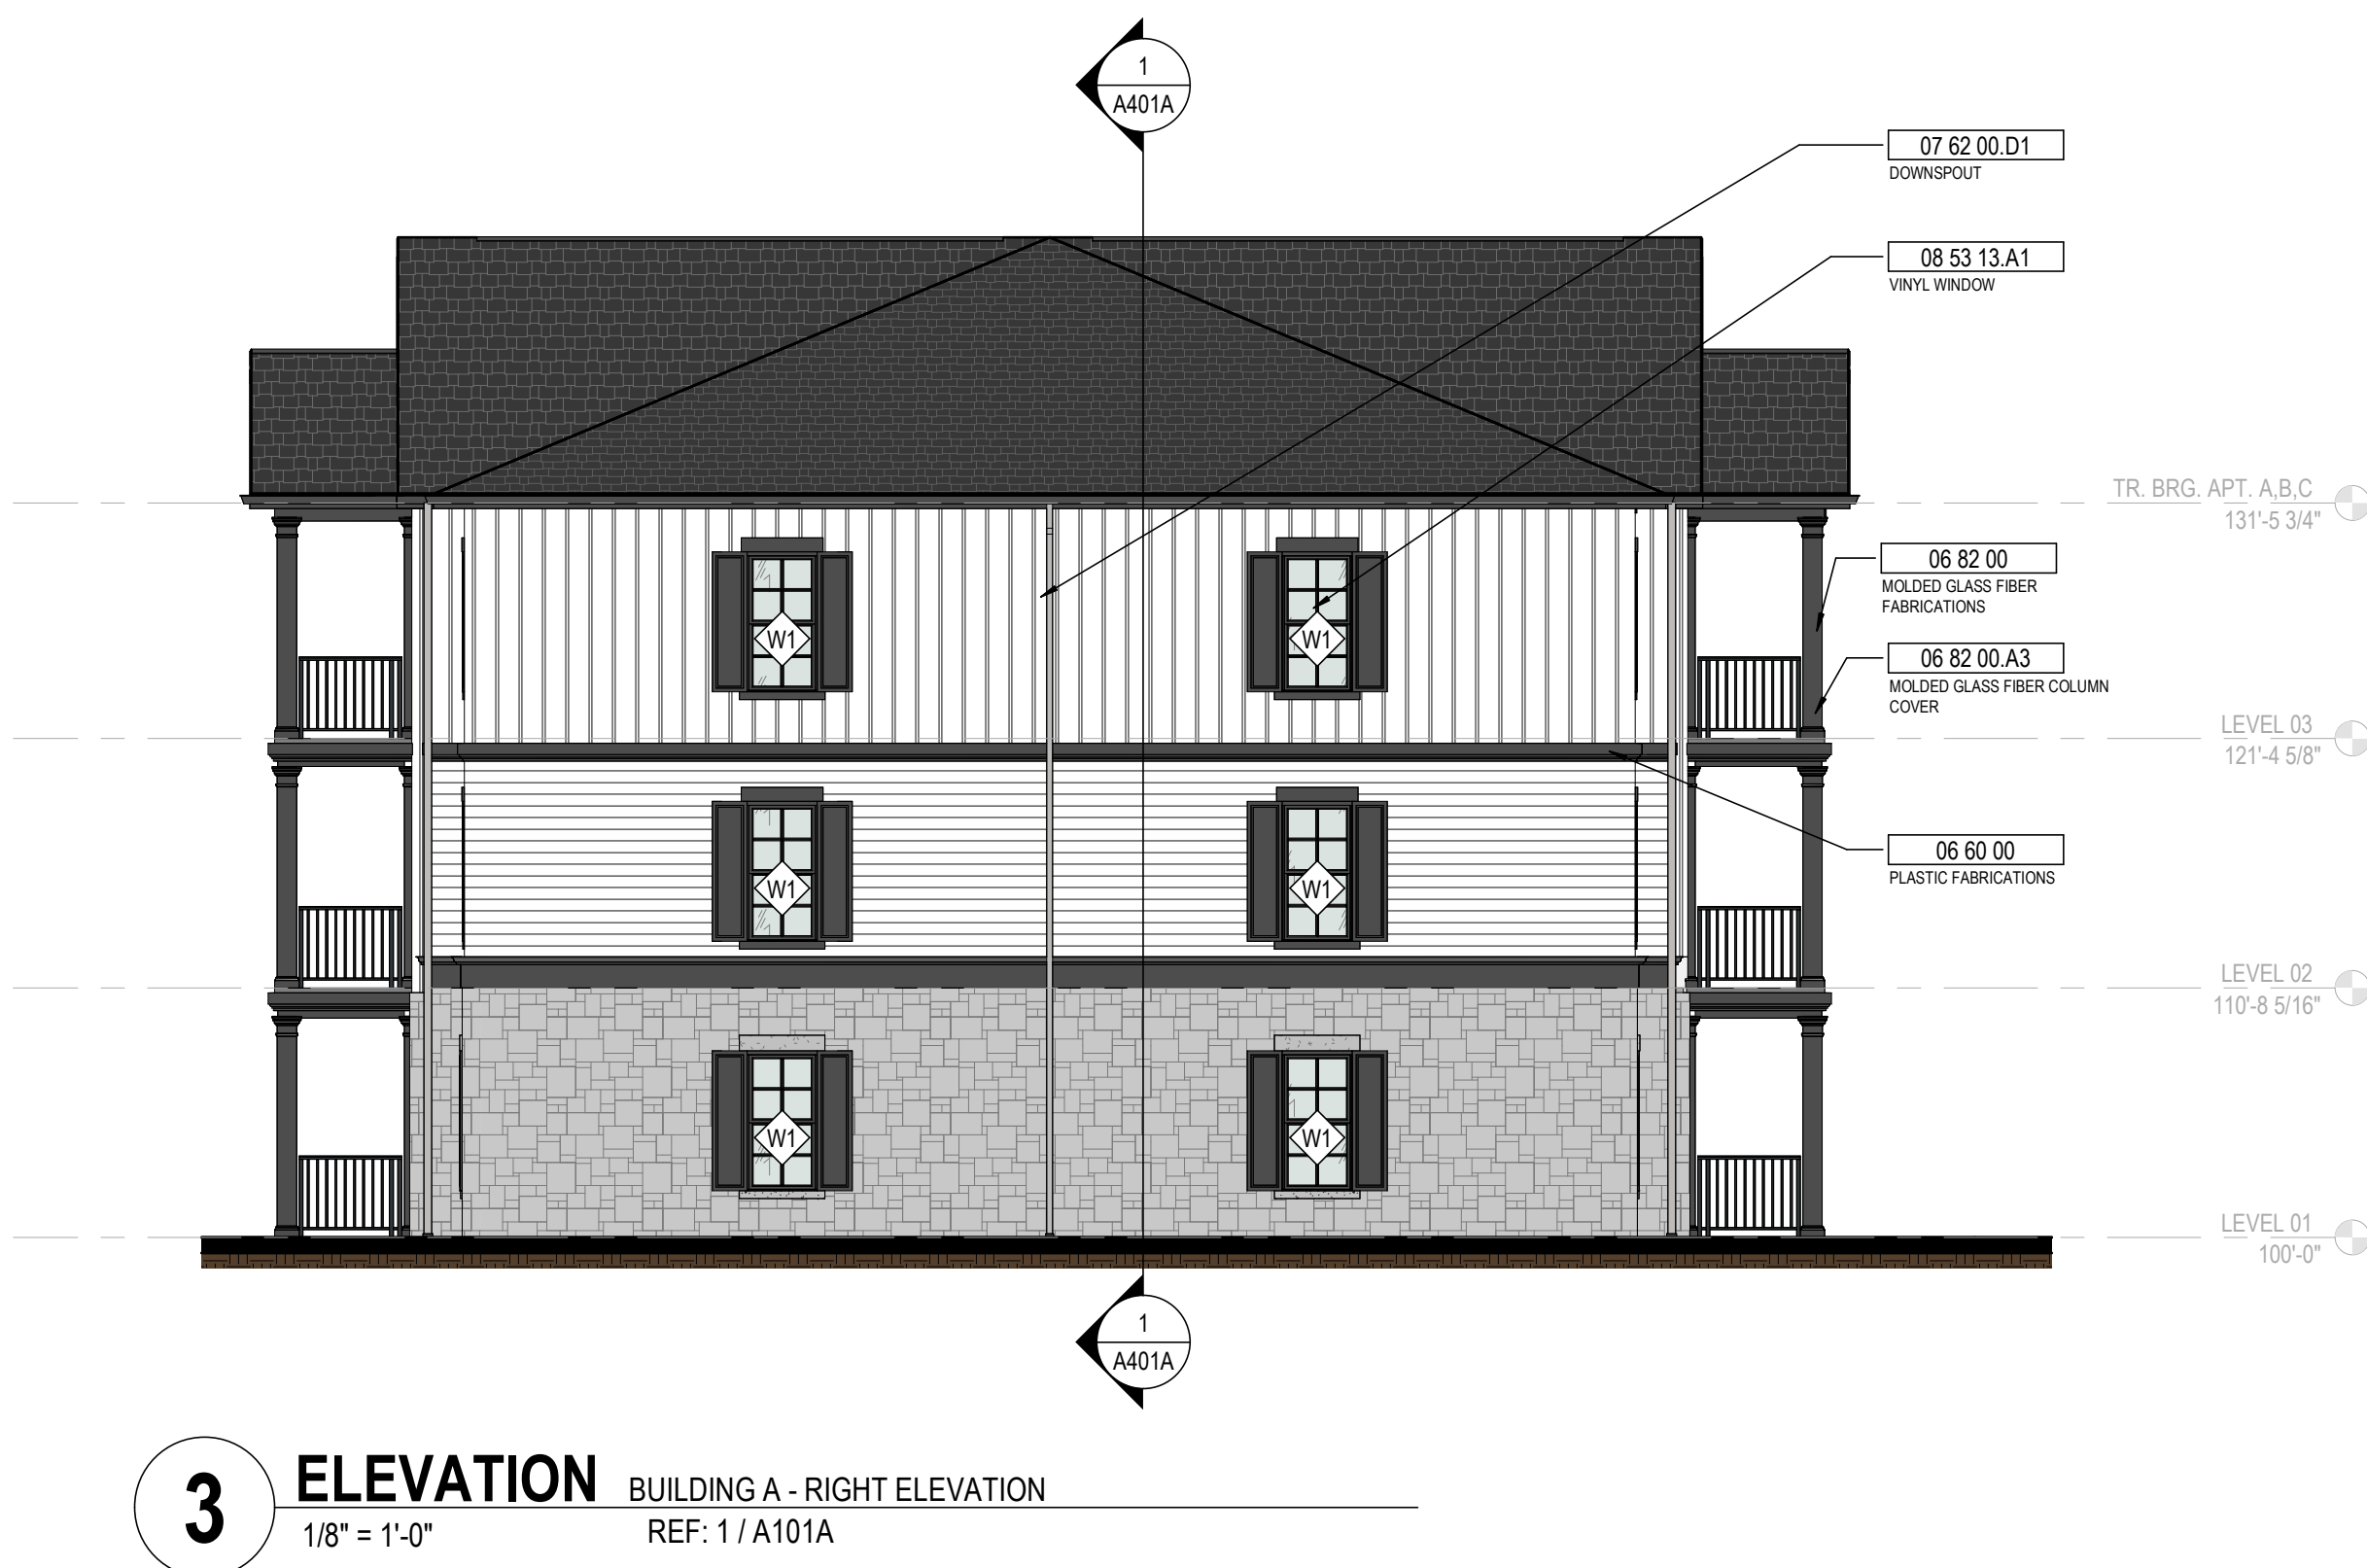 1
A401A
07 62 00.D1
DOWNSPOUT
08 53 13.A1
VINYL WINDOW
TR. BRG. APT. A,B,C
131'-5 3/4"
06 82 00
MOLDED GLASS FIBER
FABRICATIONS
W1
W1
06 82 00.A3
MOLDED GLASS FIBER COLUMN
COVER
LEVEL 03
121'-4 5/8"
06 60 00
PLASTIC FABRICATIONS
W1
W1
LEVEL 02
110'-8 5/16"
W1
W1
LEVEL 01
100'-0"
1
A401A
3
ELEVATION
BUILDING A - RIGHT ELEVATION
1/8" = 1'-0"
REF: 1 / A101A